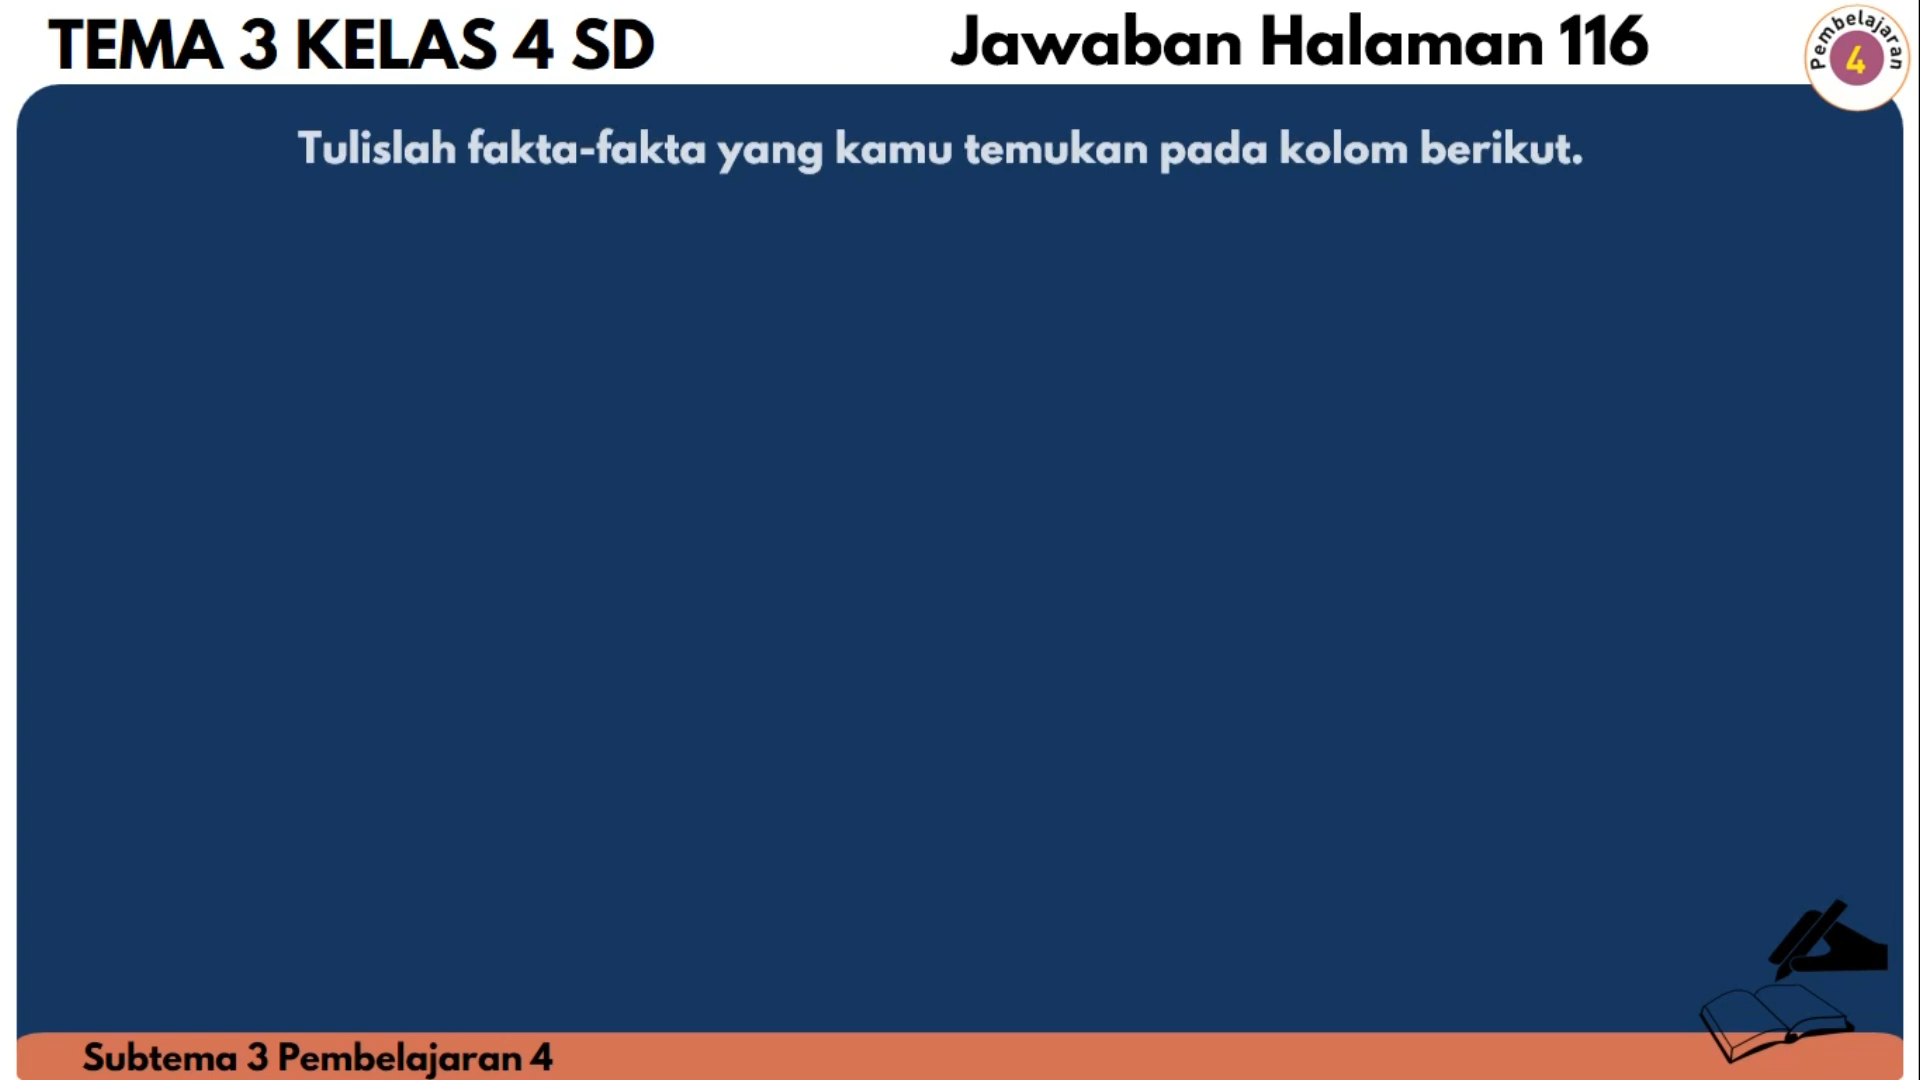 TEMA 3 KELAS 4 SD
Jawaban Halaman 116
Pembelajaran
4
Tulislah fakta-fakta yang kamu temukan pada kolom berikut.
Subtema 3 Pembelajaran 4